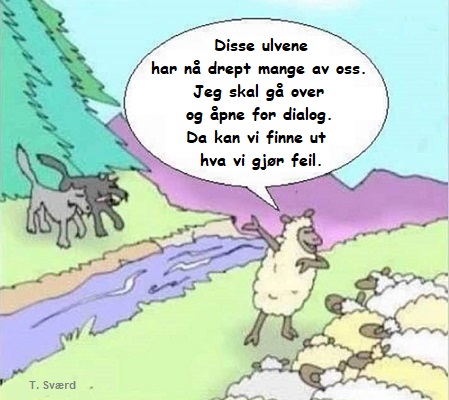 Disse ulvene
har nå drept mange av oss.
Jeg skal gå over
og åpne for dialog.
Da kan vi finne ut
hva vi gjør feil.
T. Sværd